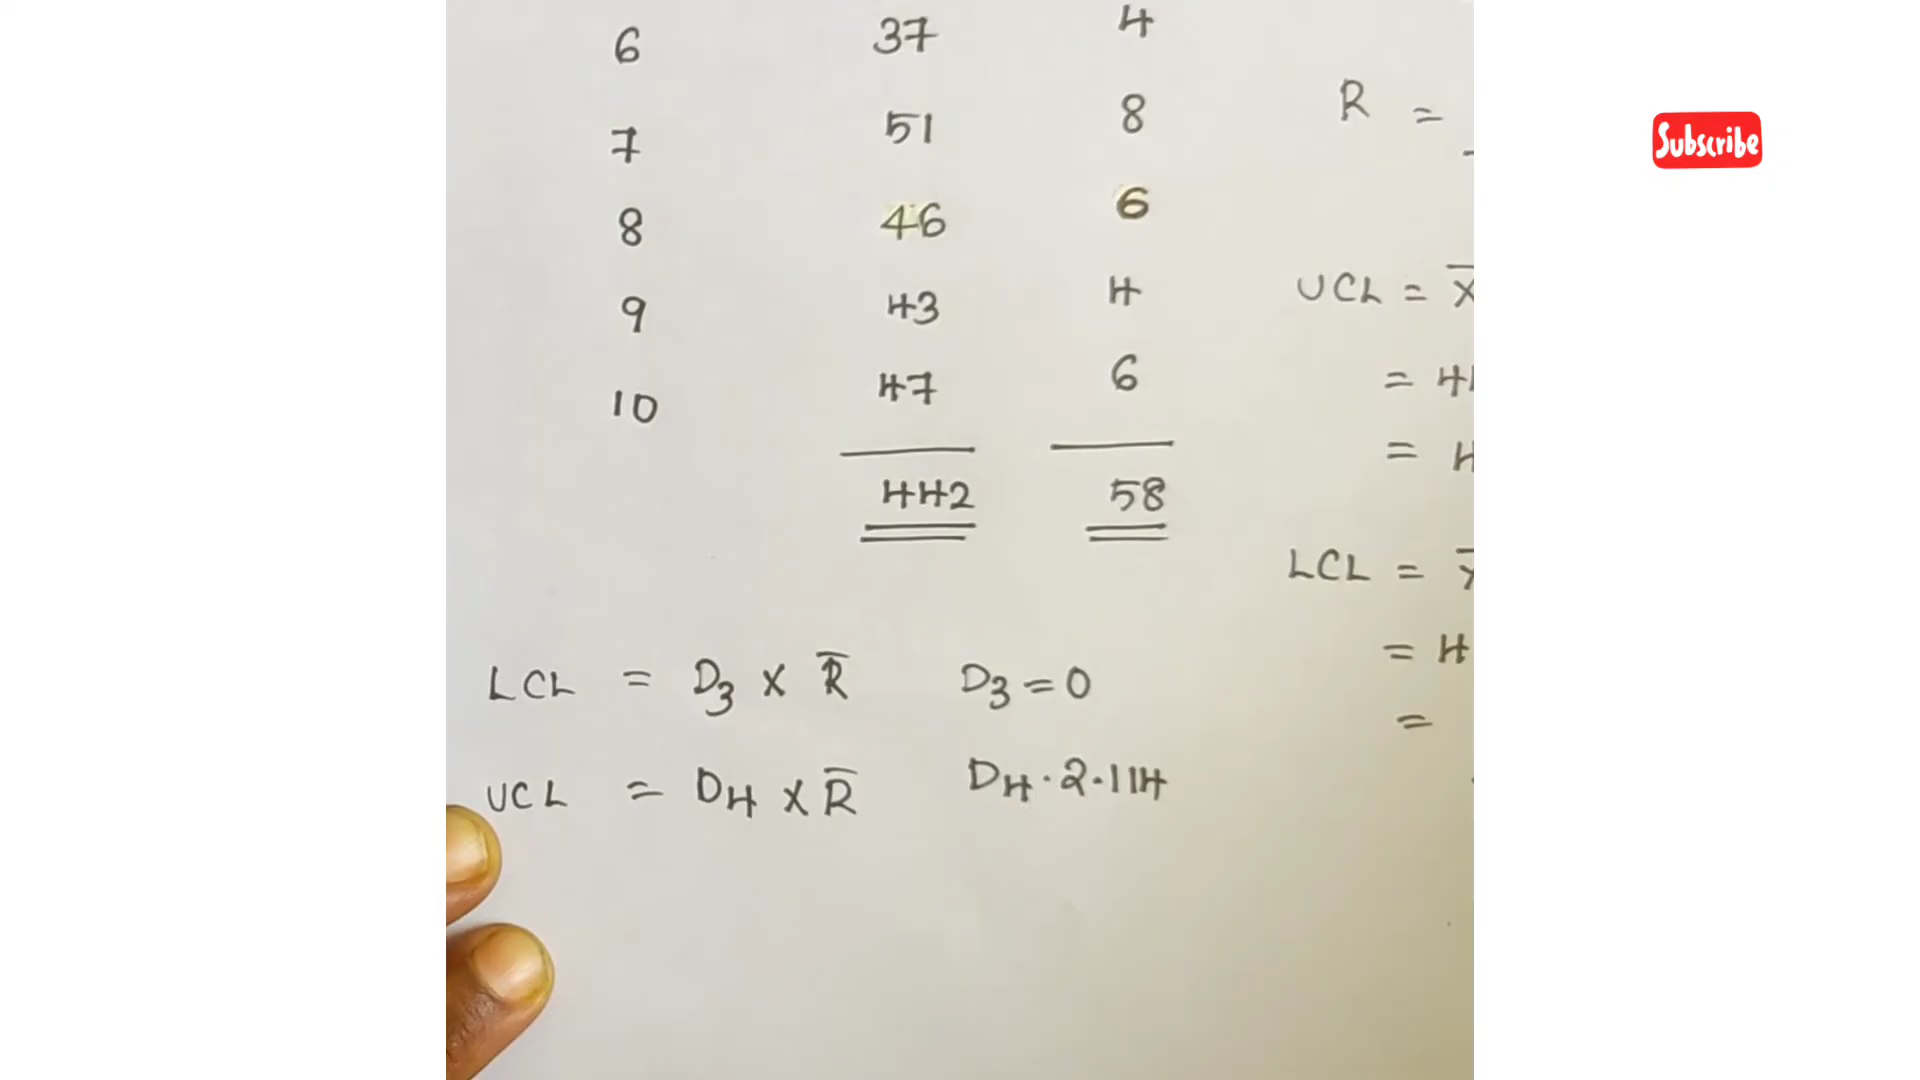 6 37 4
7 51 8
8 46 6
9 43 4
10 47 6
442 58
LCL = D3 X R̅ D3 = 0
UCL = D4 X R̅ D4 . 2.114
R =
UCL = X̅
= 4
= 4
LCL = X̅
= 4
=
Subscribe